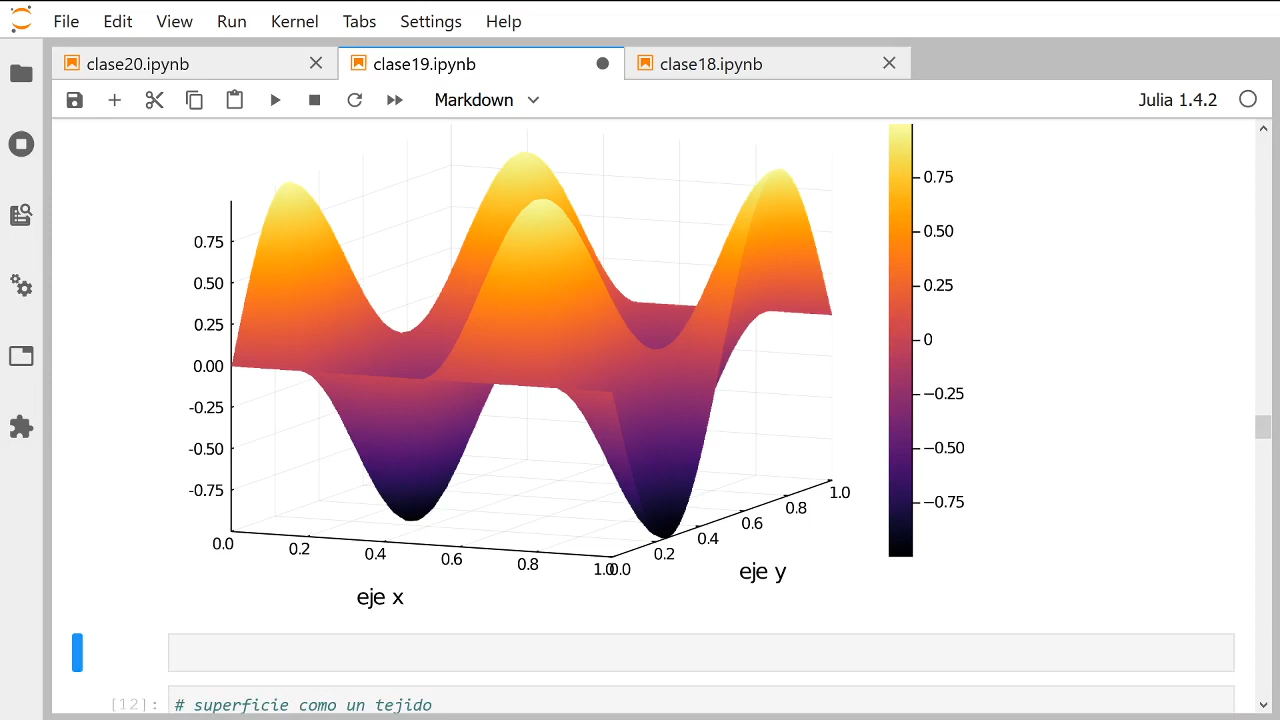 File Edit View Run Kernel Tabs Settings Help
clase20.ipynb clase19.ipynb clase18.ipynb
Markdown Julia 1.4.2
0.75
0.50
0.25
0.00
-0.25
-0.50
-0.75
0.0 0.2 0.4 0.6 0.8 1.0
eje x
0.0 0.2 0.4 0.6 0.8 1.0
eje y
0.75
0.50
0.25
0
−0.25
−0.50
−0.75
[12]: # superficie como un tejido